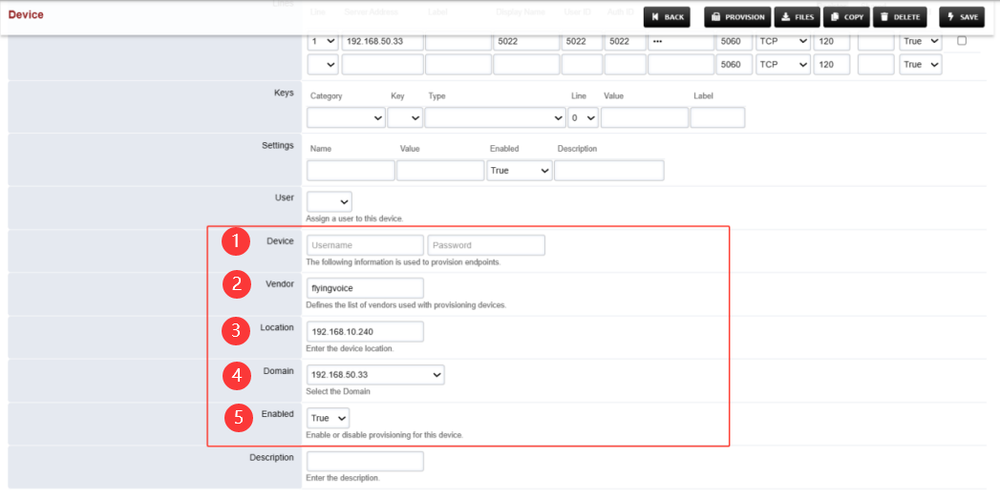 Device
BACK PROVISION FILES COPY DELETE SAVE
Lines
Line Server Address Label Display Name User ID Auth ID
1 192.168.50.33 5022 5022 5022 ••• 5060 TCP 120 True
5060 TCP 120 True
Keys
Category Key Type Line Value Label
0
Settings
Name Value Enabled Description
True
User
Assign a user to this device.
1 Device Username Password
The following information is used to provision endpoints.
2 Vendor flyingvoice
Defines the list of vendors used with provisioning devices.
3 Location 192.168.10.240
Enter the device location.
4 Domain 192.168.50.33
Select the Domain
5 Enabled True
Enable or disable provisioning for this device.
Description
Enter the description.